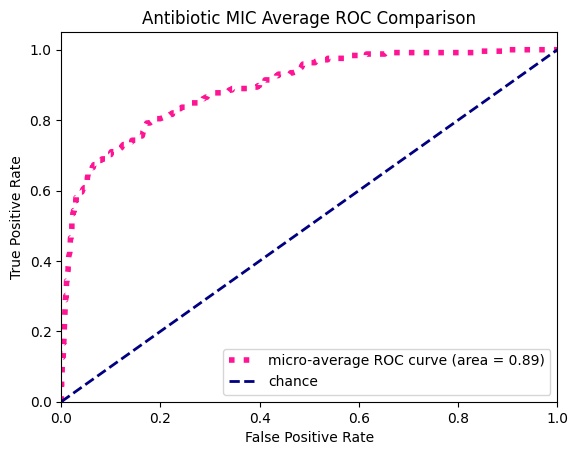 Antibiotic MIC Average ROC Comparison
True Positive Rate
1.0
0.8
0.6
0.4
0.2
0.0
micro-average ROC curve (area = 0.89)
chance
0.0 0.2 0.4 0.6 0.8 1.0
False Positive Rate